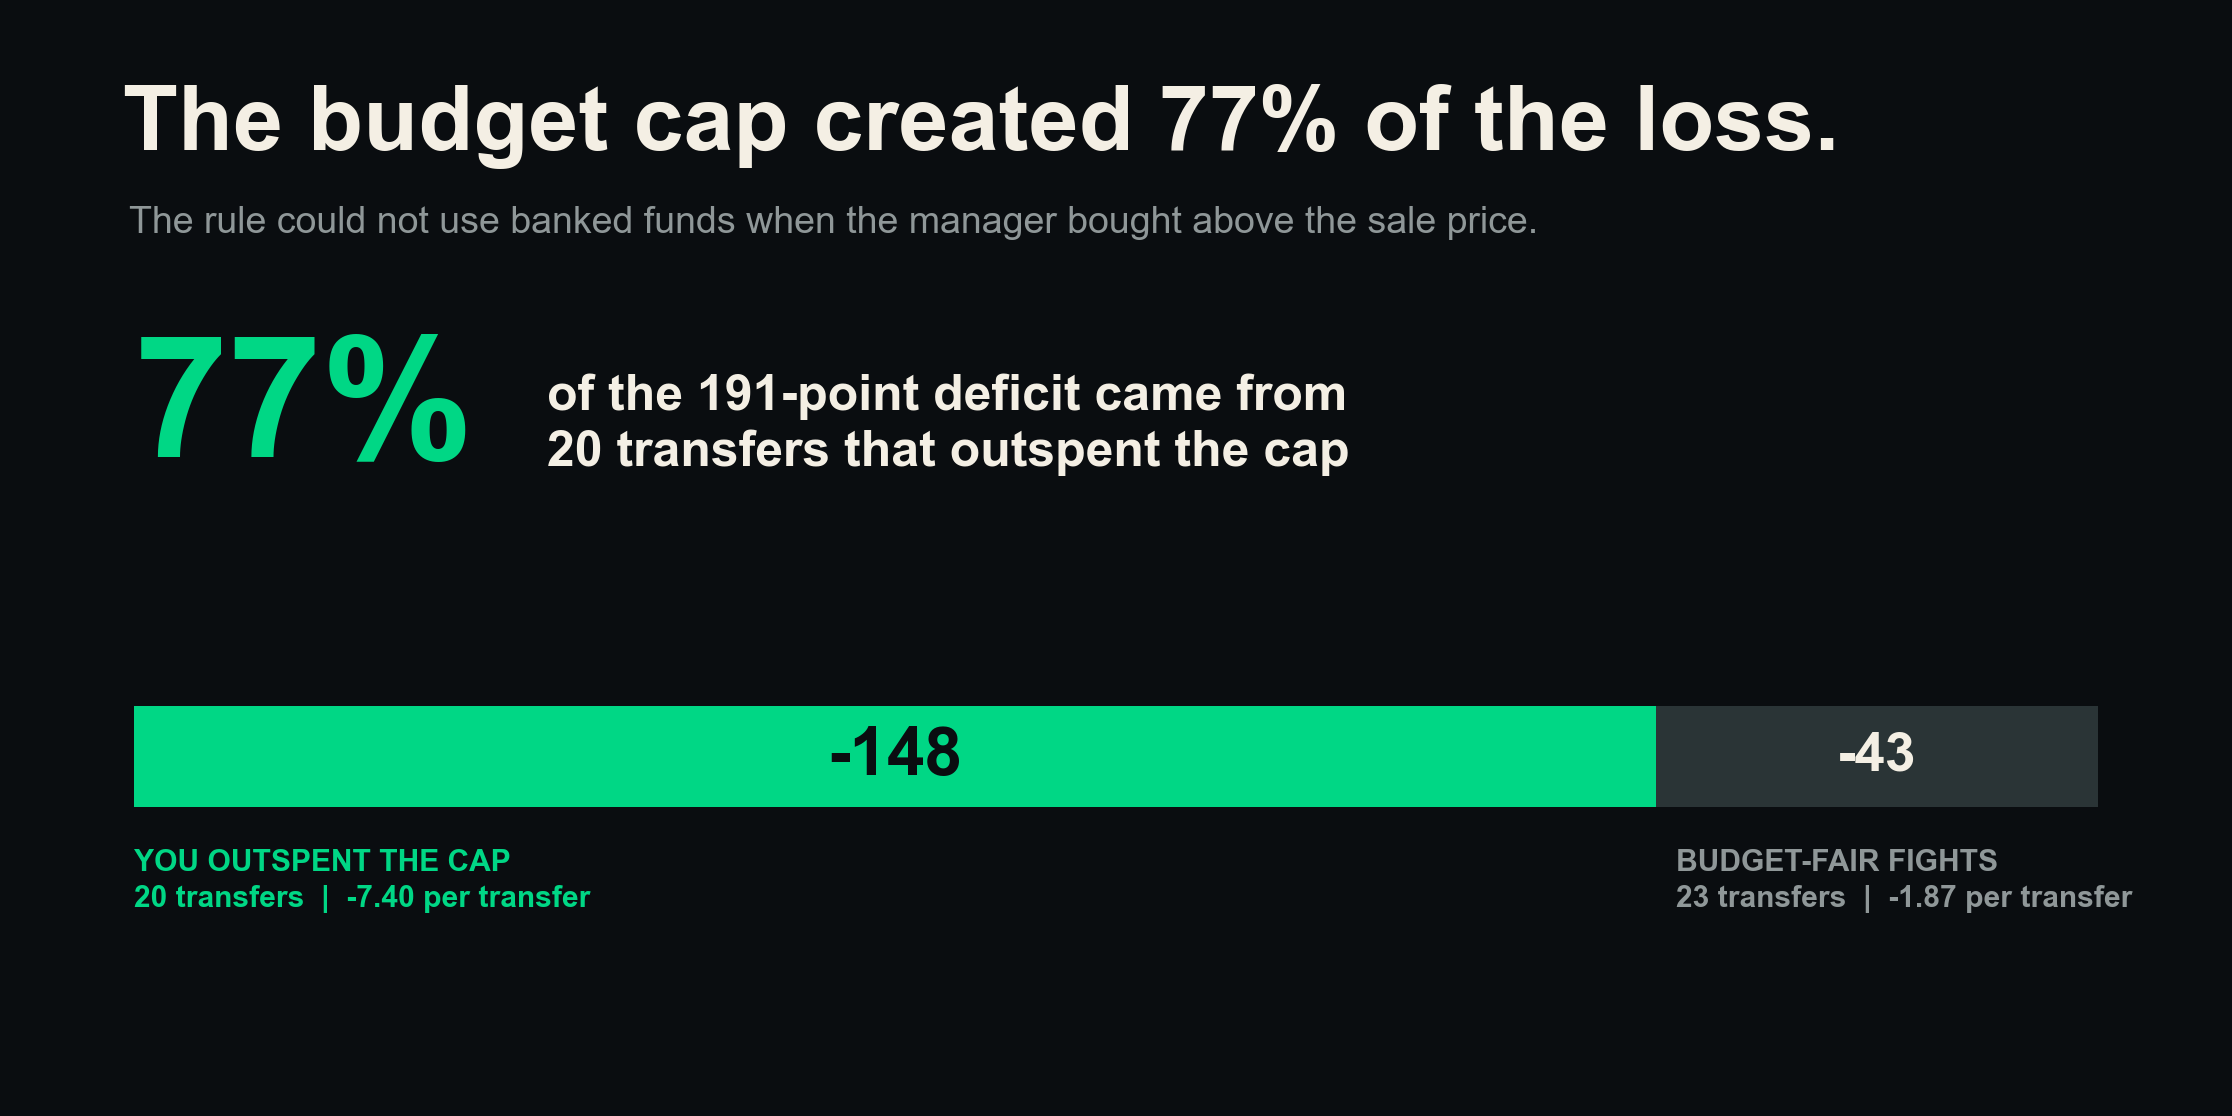 The budget cap created 77% of the loss.
The rule could not use banked funds when the manager bought above the sale price.
77%
of the 191-point deficit came from
20 transfers that outspent the cap
-148
-43
YOU OUTSPENT THE CAP
20 transfers | -7.40 per transfer
BUDGET-FAIR FIGHTS
23 transfers | -1.87 per transfer